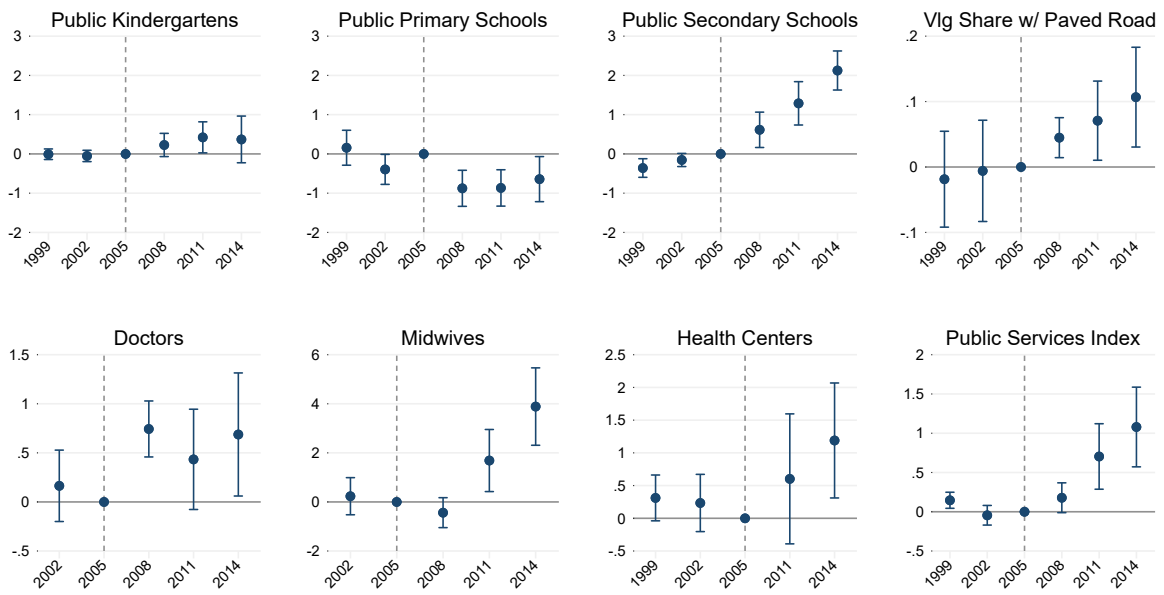 Public Kindergartens
3
2
1
0
-1
-2
1999 2002 2005 2008 2011 2014
Public Primary Schools
3
2
1
0
-1
-2
1999 2002 2005 2008 2011 2014
Public Secondary Schools
3
2
1
0
-1
-2
1999 2002 2005 2008 2011 2014
Vlg Share w/ Paved Road
.2
.1
0
-.1
1999 2002 2005 2008 2011 2014
Doctors
1.5
1
.5
0
-.5
2002 2005 2008 2011 2014
Midwives
6
4
2
0
-2
2002 2005 2008 2011 2014
Health Centers
2.5
2
1.5
1
.5
0
-.5
1999 2002 2005 2011 2014
Public Services Index
2
1.5
1
.5
0
-.5
1999 2002 2005 2008 2011 2014